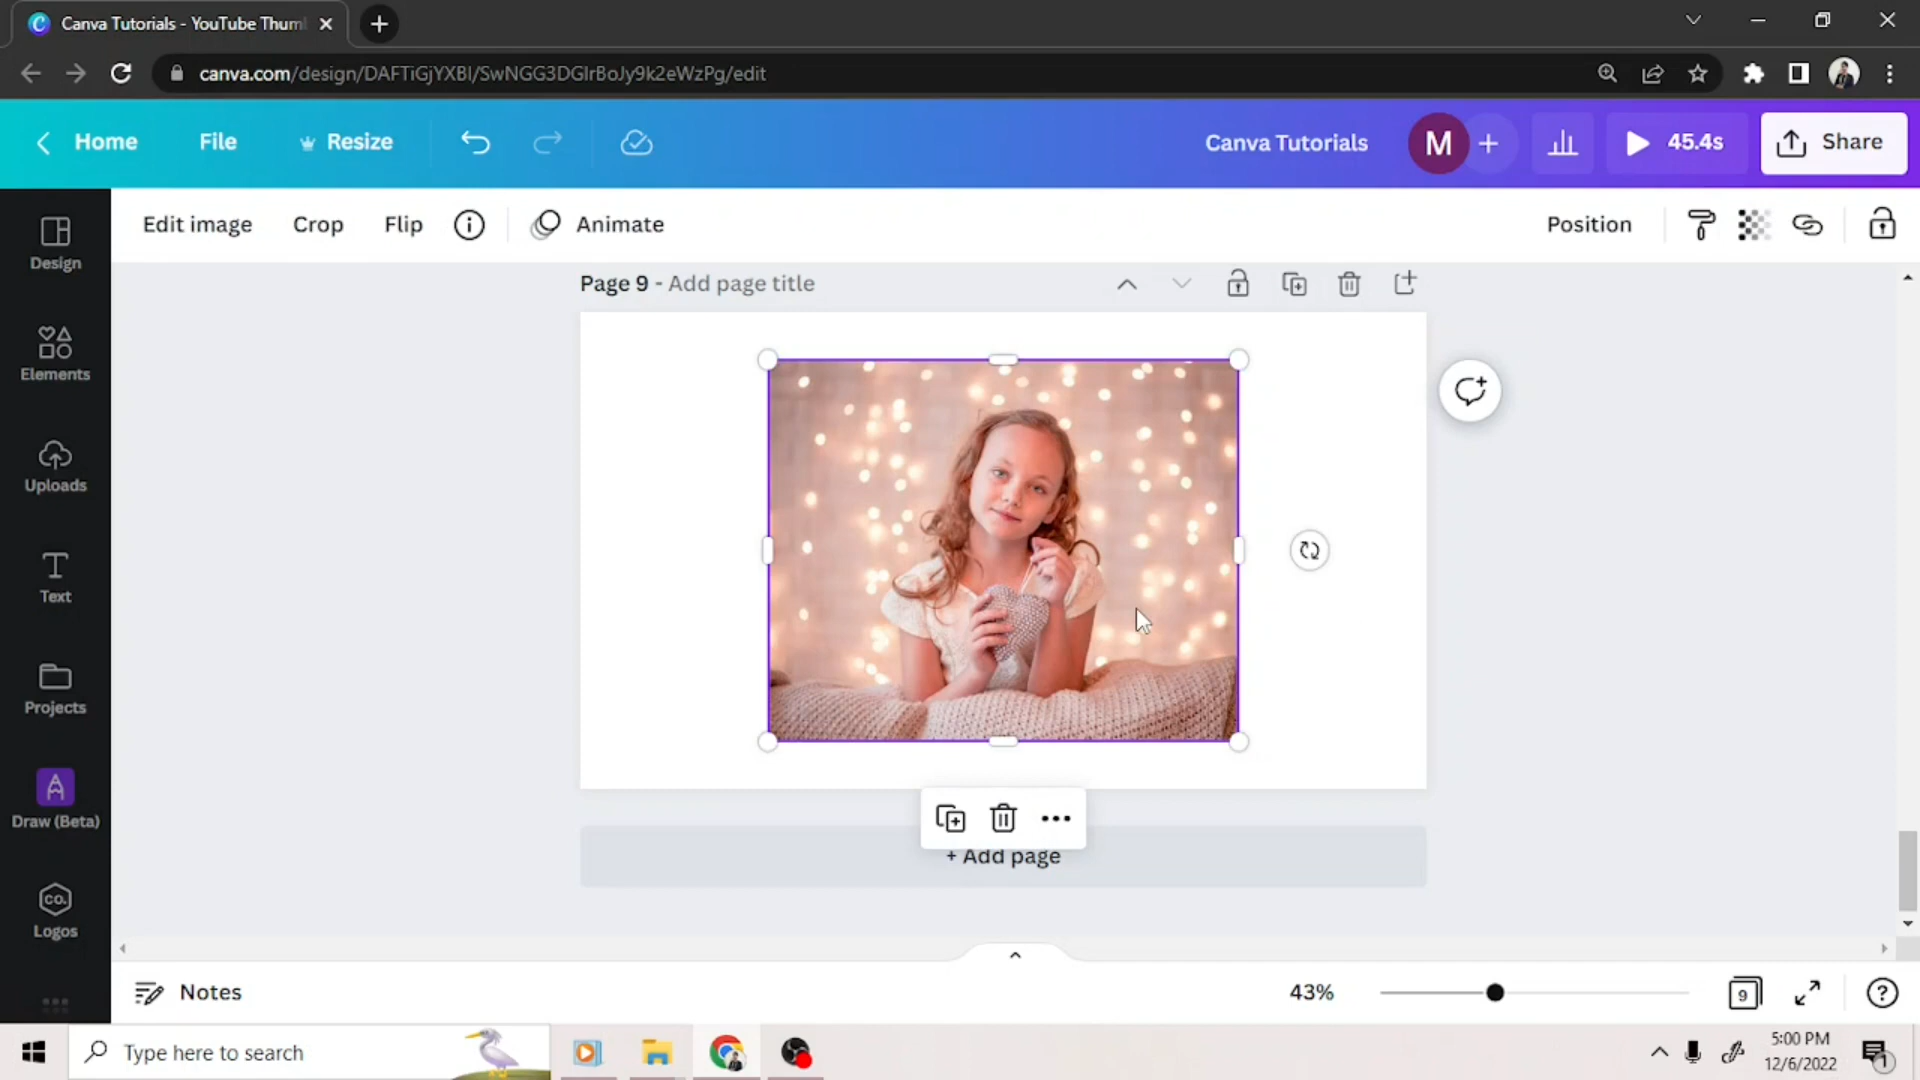 Canva Tutorials - YouTube Thum
canva.com/design/DAFTiGjYXBI/SwNGG3DGIrBoJy9k2eWzPg/edit
Home
File
Resize
Canva Tutorials
M
45.4s
Share
Edit image
Crop
Flip
Animate
Position
Design
Elements
Uploads
Text
Projects
Draw (Beta)
CO.
Logos
Page 9 - Add page title
+ Add page
Notes
43%
9
Type here to search
5:00 PM
12/6/2022
1